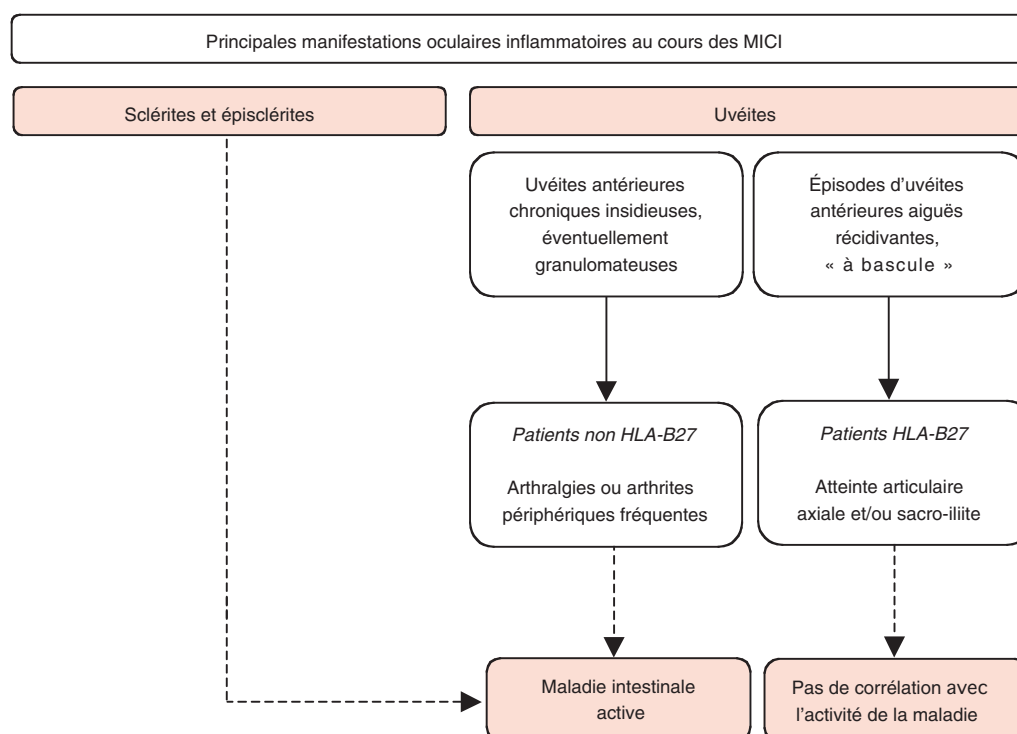 Principales manifestations oculaires inflammatoires au cours des MICI
Sclérites et épisclérites
Uvéites
Uvéites antérieures
chroniques insidieuses,
éventuellement
granulomateuses
Épisodes d’uvéites
antérieures aiguës
récidivantes,
« à bascule »
Patients non HLA-B27
Arthralgies ou arthrites
périphériques fréquentes
Patients HLA-B27
Atteinte articulaire
axiale et/ou sacro-iliite
Maladie intestinale
active
Pas de corrélation avec
l’activité de la maladie